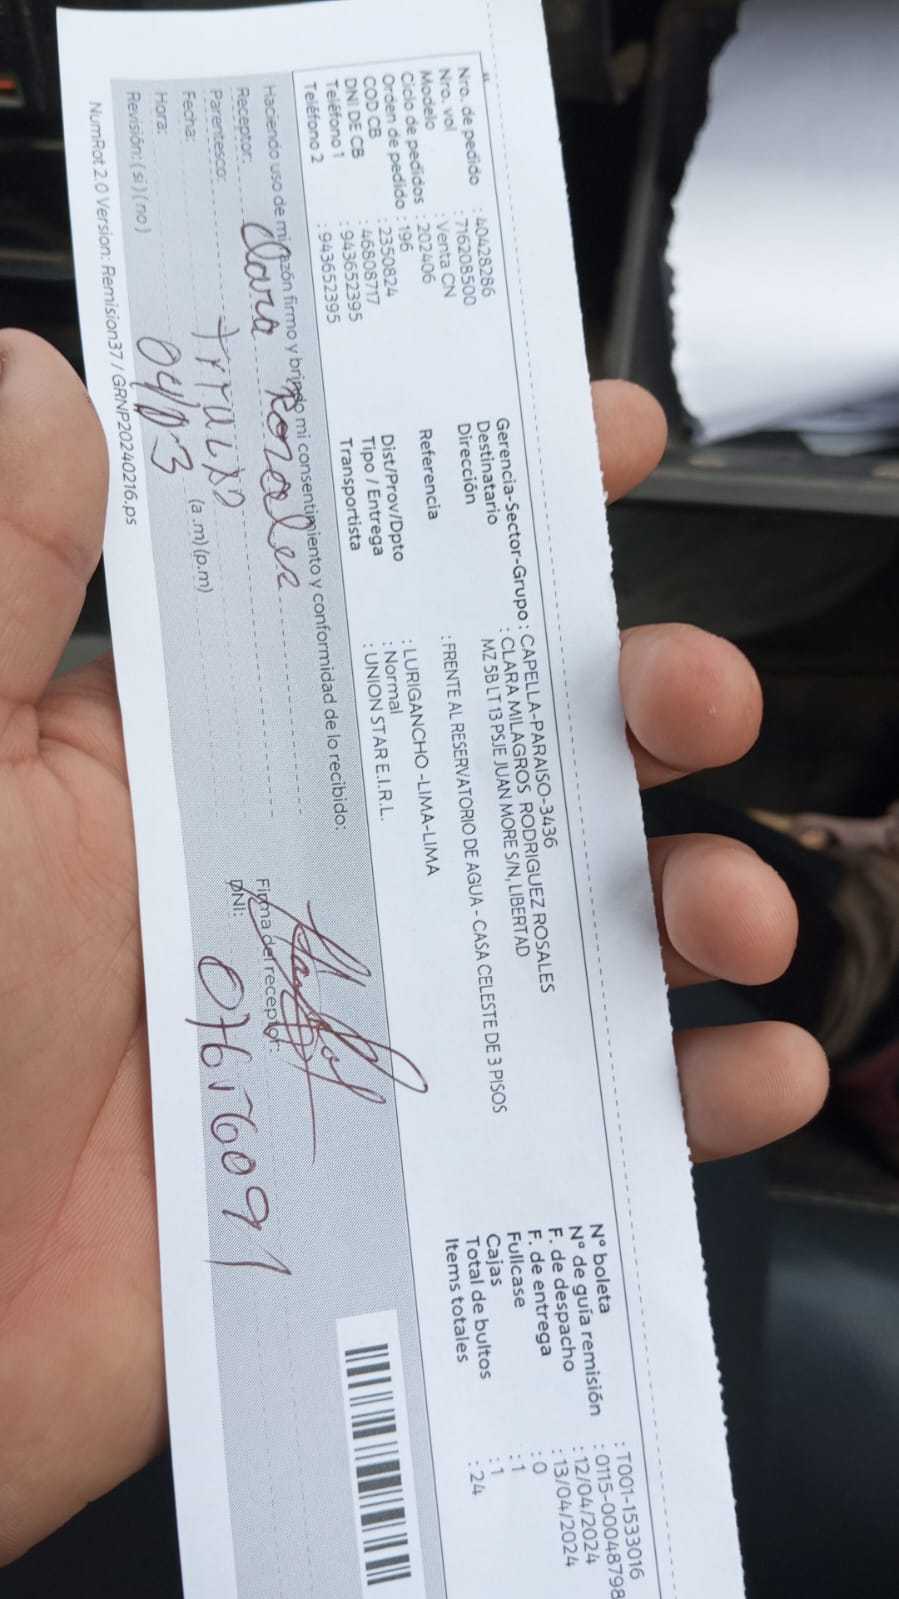 Nro. de pedido : 40428286
Nro. vol : 716208500
Modelo : Venta CN
Ciclo de pedidos : 202406
Orden de pedido : 196
COD CB : 2350824
DNI DE CB : 46808717
Teléfono 1 : 943652395
Teléfono 2 : 943652395
Gerencia-Sector-Grupo : CAPELLA-PARAISO-3436
Destinatario : CLARA MILAGROS RODRIGUEZ ROSALES
Dirección MZ 5B LT 13 PSJE JUAN MORE S/N, LIBERTAD
Referencia : FRENTE AL RESERVATORIO DE AGUA - CASA CELESTE DE 3 PISOS
Dist/Prov/Dpto : LURIGANCHO -LIMA-LIMA
Tipo / Entrega : Normal
Transportista : UNION STAR E.I.R.L.
N° boleta : T001-1533016
N° de guía remisión : 0115-00048798
F. de despacho : 12/04/2024
F. de entrega : 13/04/2024
Fullcase : 0
Cajas : 1
Total de bultos : 1
Items totales : 24
Haciendo uso de mi razón firmo y brindo mi consentimiento y conformidad de lo recibido:
Receptor: Clara Rosales
Parentesco:
Fecha:
Hora: (a .m) (p.m)
Revisión: ( si ) ( no )
Firma del receptor:
DNI: 07615609
NumRot 2.0 Version: Remision37 / GRNP20240216.ps